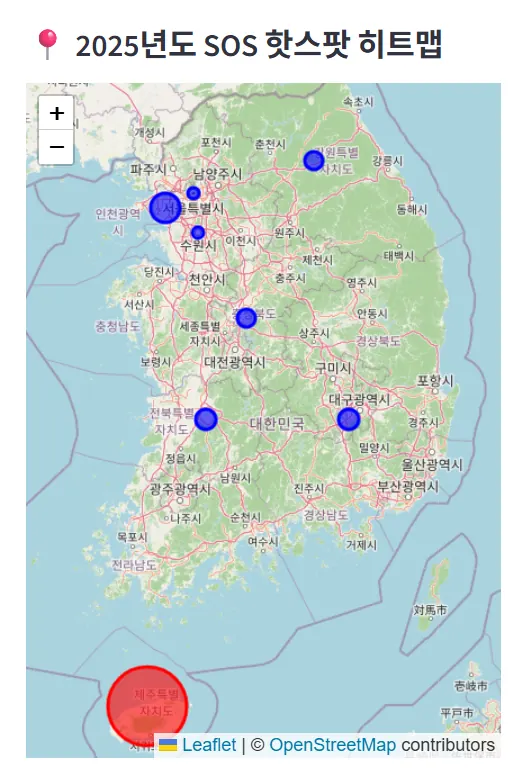 2025년도 SOS 핫스팟 히트맵
+
−
속초시
개성시
포천시
춘천시
강릉시
파주시
남양주시
자치도
인천광역
시
동해시
수원시
이천시
원주시
태백시
당진시
천안시
제천시
충주시
영주시
서산시
충청남도
세종특별
자치시
상주시
안동시
경상북도
보령시
대전광역시
구미시
포항시
대구광역시
전북특별
자치도
대한민국
경주시
정읍시
밀양시
울산광역시
광주광역시
남원시
진주시
부산광역시
나주시
순천시
경상남도
목포시
여수시
거제시
전라남도
対馬市
제주특별
자치도
壱岐市
平戸市
Leaflet | © OpenStreetMap contributors